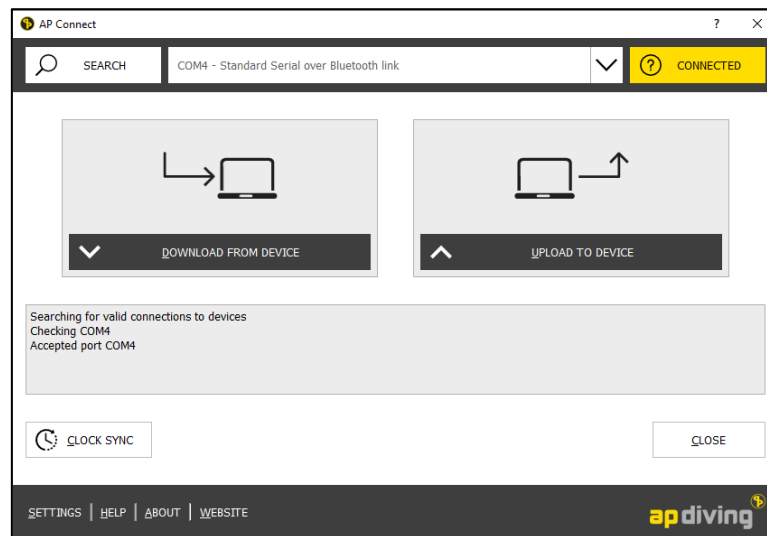 AP Connect
?
SEARCH
COM4 - Standard Serial over Bluetooth link
? CONNECTED
DOWNLOAD FROM DEVICE
UPLOAD TO DEVICE
Searching for valid connections to devices
Checking COM4
Accepted port COM4
CLOCK SYNC
CLOSE
SETTINGS | HELP | ABOUT | WEBSITE
apdiving